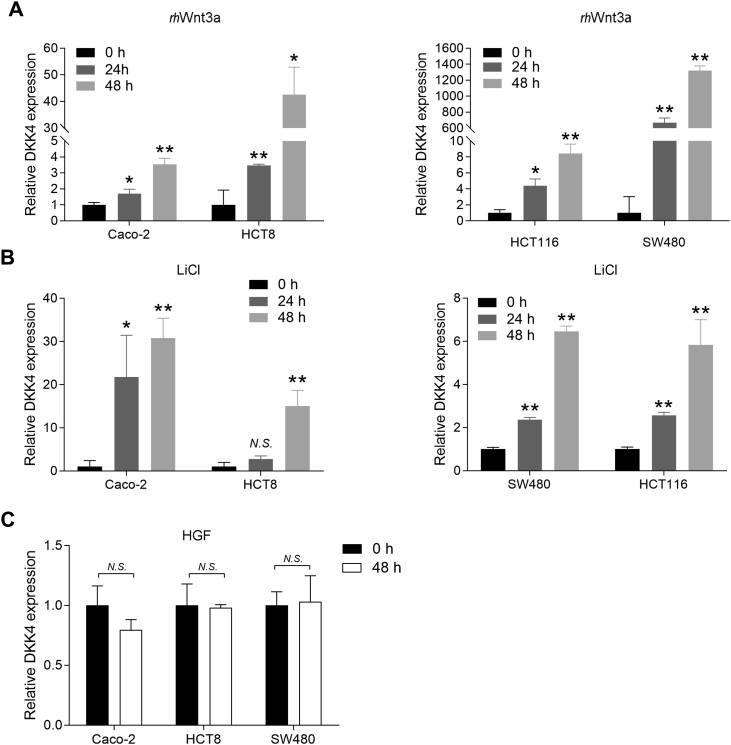 A
rhWnt3a
Relative DKK4 expression
60
50
40
30
5
4
3
2
1
0
0 h
24h
48 h
*
**
**
*
Caco-2
HCT8
rhWnt3a
Relative DKK4 expression
1600
1400
1200
1000
800
600
10
8
6
4
2
0
0 h
24 h
48 h
*
**
**
**
HCT116
SW480
B
LiCl
Relative DKK4 expression
40
30
20
10
0
0 h
24 h
48 h
*
**
N.S.
**
Caco-2
HCT8
LiCl
Relative DKK4 expression
8
6
4
2
0
0 h
24 h
48 h
**
**
**
**
SW480
HCT116
C
HGF
Relative DKK4 expression
1.5
1.0
0.5
0.0
0 h
48 h
N.S.
N.S.
N.S.
Caco-2
HCT8
SW480